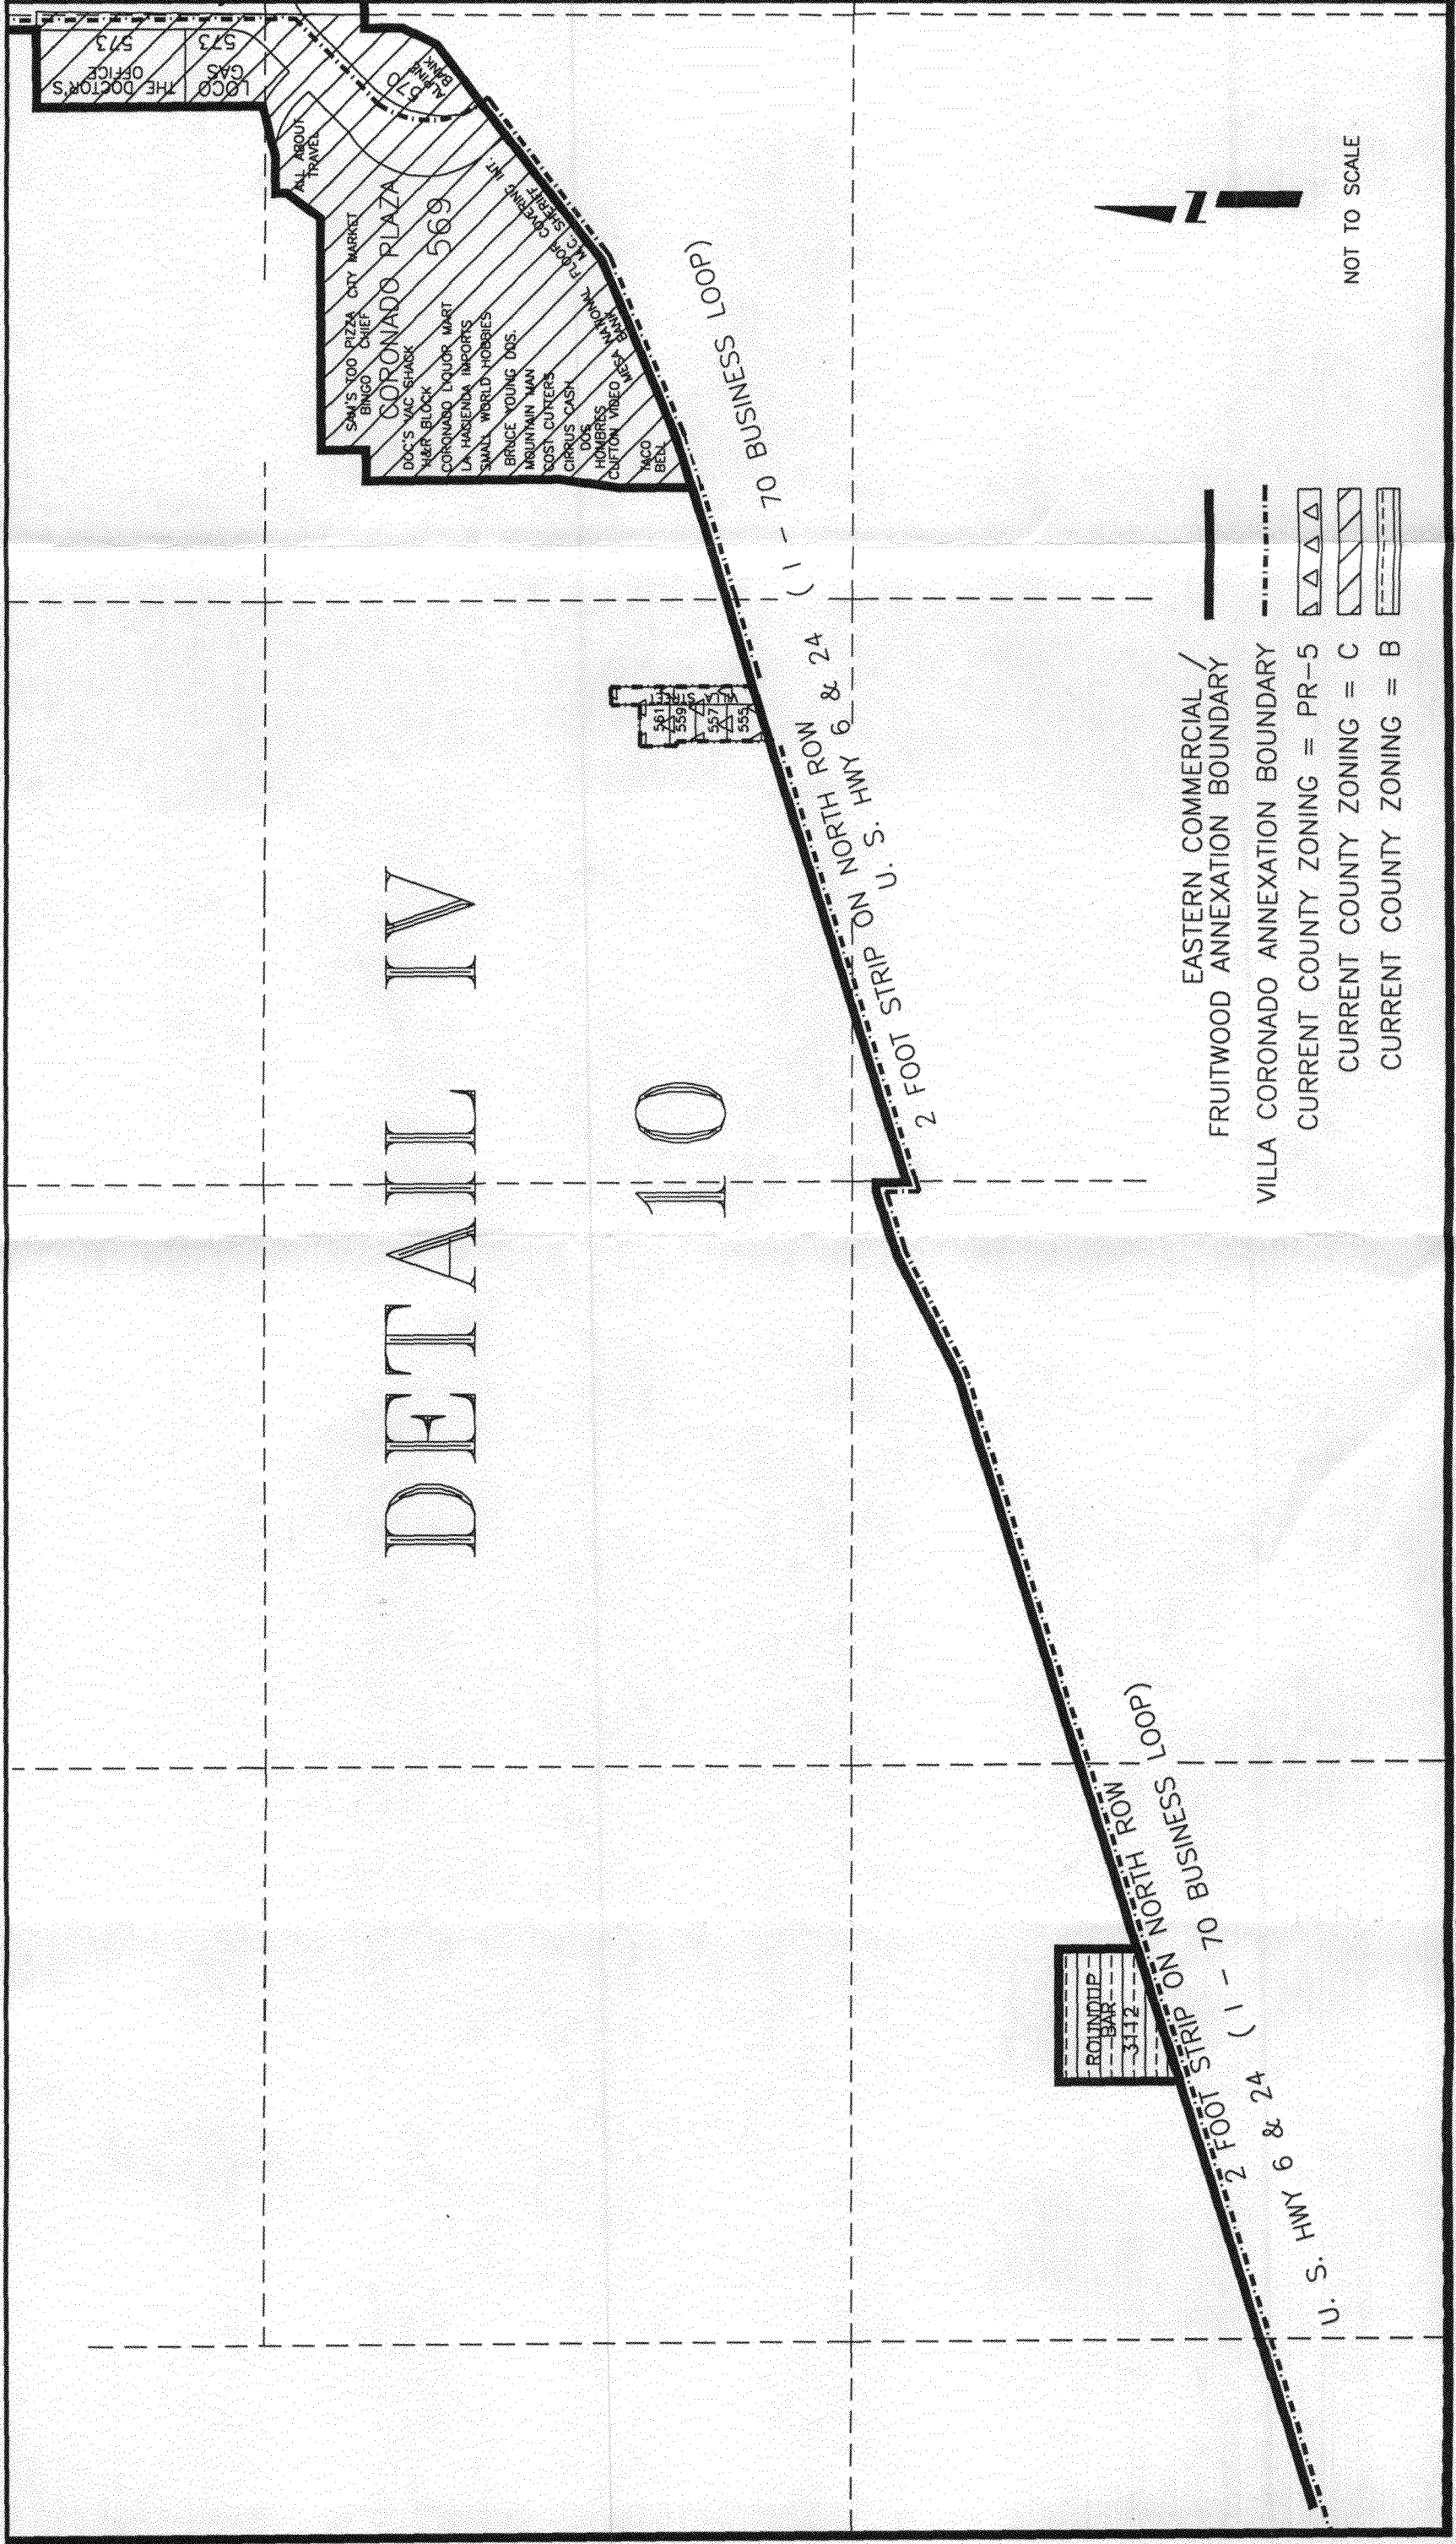 DETAIL IV
10
THE DOCTOR'S
OFFICE
573
LOCO
GAS
573
570
ALPINE
BANK
ALL ABOUT
TRAVEL
SAM'S TOO PIZZA CITY MARKET
BINGO CHIEF
CORONADO PLAZA
569
DOC'S VAC SHACK
H&R BLOCK
CORONADO LIQUOR MART
LA HACIENDA IMPORTS
SMALL WORLD HOBBIES
BRUCE YOUNG DDS.
MOUNTAIN MAN
COST CUTTERS
CIRRUS CASH
DOS
HOMBRES
CLIFTON VIDEO
TACO
BELL
MESA NATIONAL
BANK
FLOOR COVERING INT.
M.C. SHERIFF
VILLA STREET
561
559
557
555
2 FOOT STRIP ON NORTH ROW
U. S. HWY 6 & 24 ( I - 70 BUSINESS LOOP)
ROUNDUP
BAR
3112
2 FOOT STRIP ON NORTH ROW
U. S. HWY 6 & 24 ( I - 70 BUSINESS LOOP)
EASTERN COMMERCIAL /
FRUITWOOD ANNEXATION BOUNDARY
VILLA CORONADO ANNEXATION BOUNDARY
CURRENT COUNTY ZONING = PR-5
CURRENT COUNTY ZONING = C
CURRENT COUNTY ZONING = B
N
NOT TO SCALE